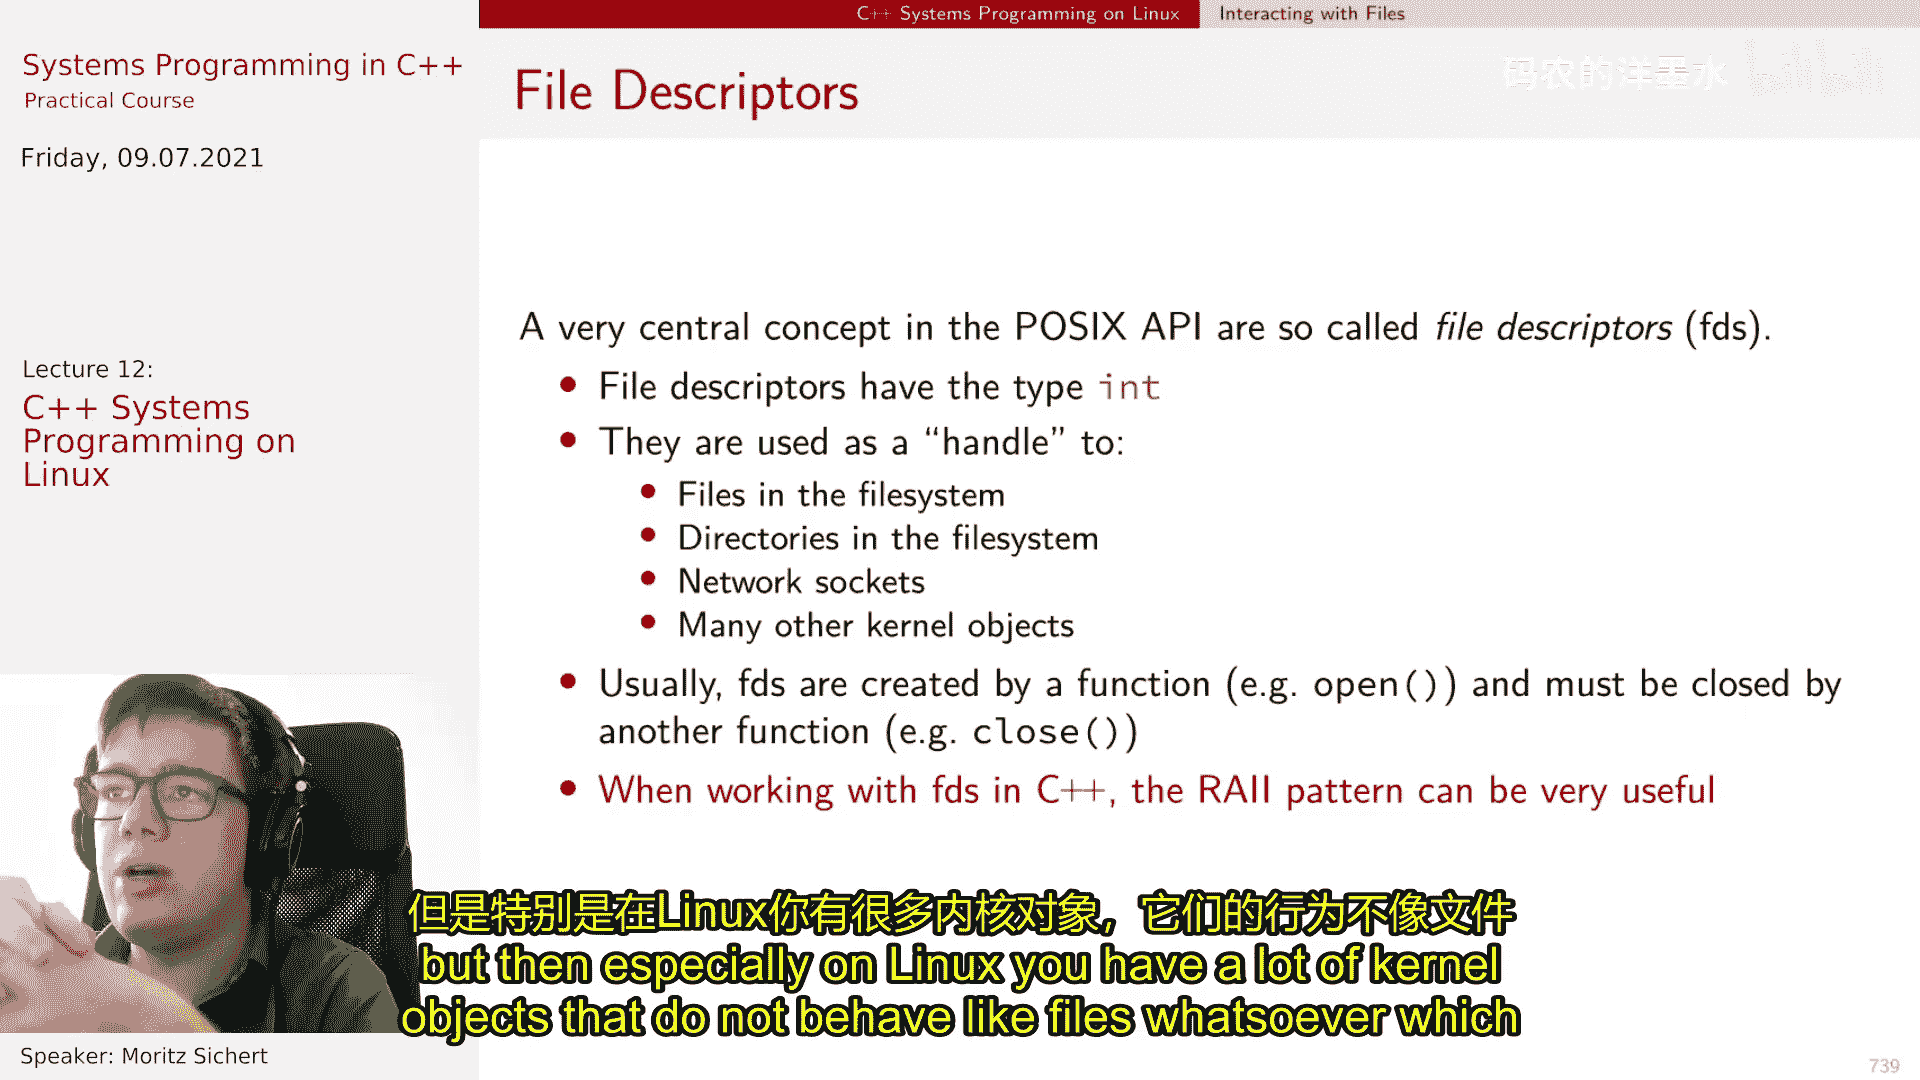 C++ Systems Programming on Linux
Interacting with Files
Systems Programming in C++
Practical Course
Friday, 09.07.2021
File Descriptors
码农的洋墨水
A very central concept in the POSIX API are so called file descriptors (fds).
• File descriptors have the type int
• They are used as a “handle” to:
• Files in the filesystem
• Directories in the filesystem
• Network sockets
• Many other kernel objects
• Usually, fds are created by a function (e.g. open()) and must be closed by
another function (e.g. close())
• When working with fds in C++, the RAII pattern can be very useful
Lecture 12:
C++ Systems
Programming on
Linux
但是特别是在Linux你有很多内核对象，它们的行为不像文件
but then especially on Linux you have a lot of kernel
objects that do not behave like files whatsoever which
Speaker: Moritz Sichert
739